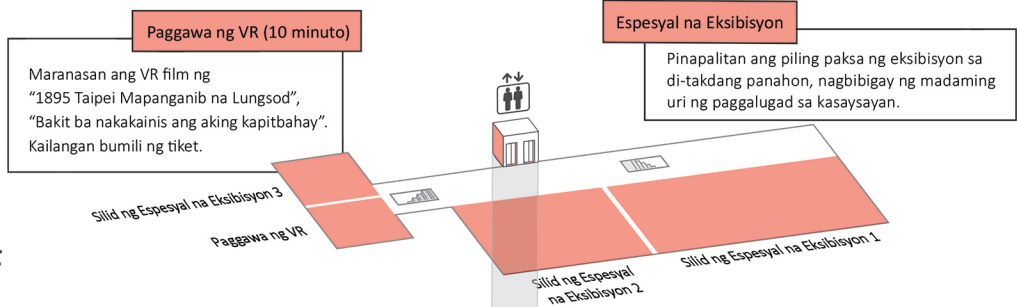 Paggawa ng VR (10 minuto)
Maranasan ang VR film ng
“1895 Taipei Mapanganib na Lungsod”,
“Bakit ba nakakainis ang aking kapitbahay”.
Kailangan bumili ng tiket.
Espesyal na Eksibisyon
Pinapalitan ang piling paksa ng eksibisyon sa
di-takdang panahon, nagbibigay ng madaming
uri ng paggalugad sa kasaysayan.
Silid ng Espesyal na Eksibisyon 3
Paggawa ng VR
Silid ng Espesyal
na Eksibisyon 2
Silid ng Espesyal na Eksibisyon 1